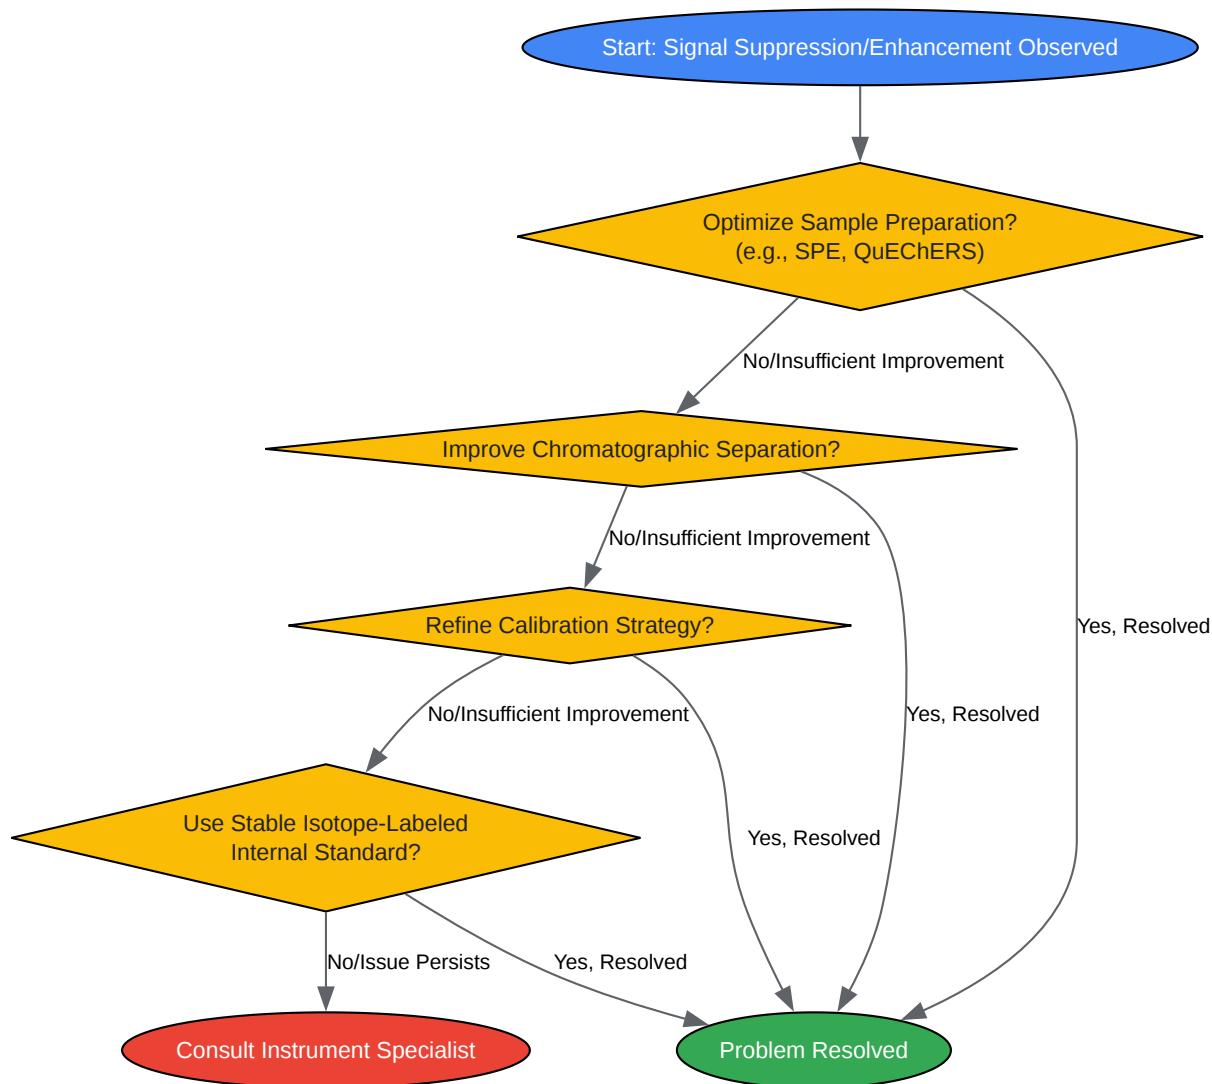 Start: Signal Suppression/Enhancement Observed
Optimize Sample Preparation?
(e.g., SPE, QuEChERS)
No/Insufficient Improvement
Improve Chromatographic Separation?
No/Insufficient Improvement
Refine Calibration Strategy?
Yes, Resolved
No/Insufficient Improvement
Yes, Resolved
Use Stable Isotope-Labeled
Internal Standard?
Yes, Resolved
No/Issue Persists
Yes, Resolved
Consult Instrument Specialist
Problem Resolved